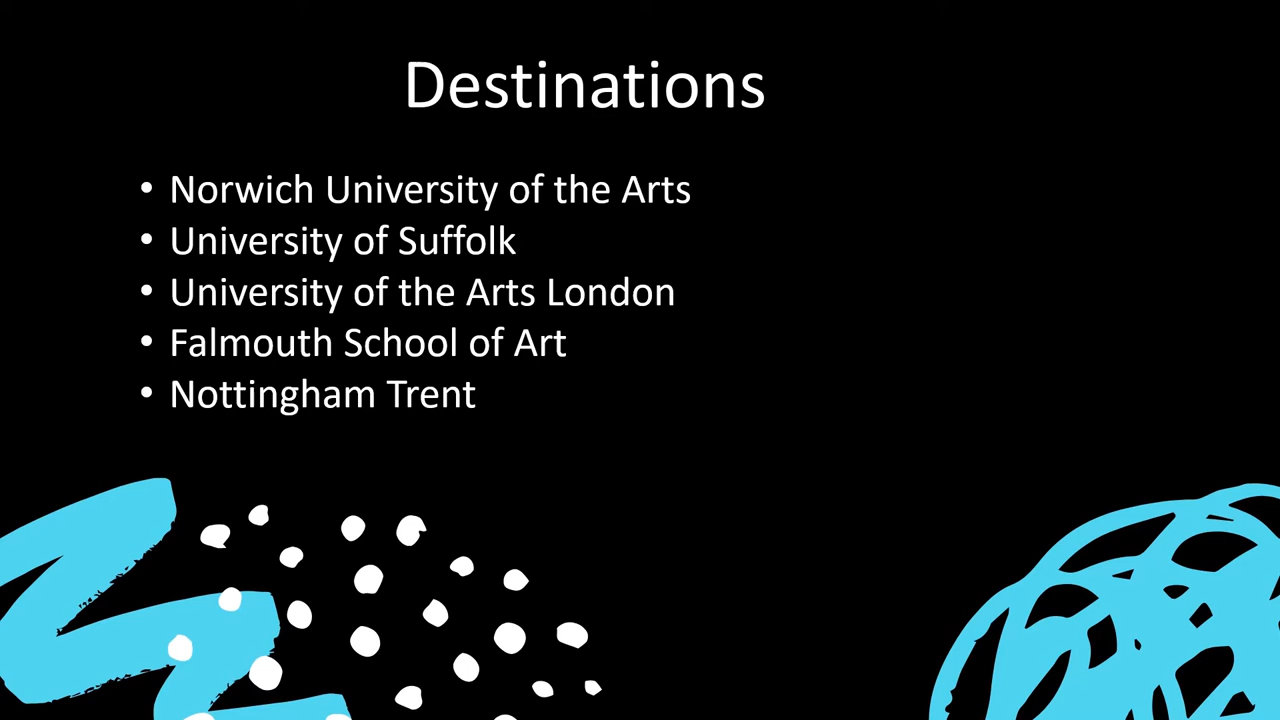 Destinations
• Norwich University of the Arts
• University of Suffolk
• University of the Arts London
• Falmouth School of Art
• Nottingham Trent